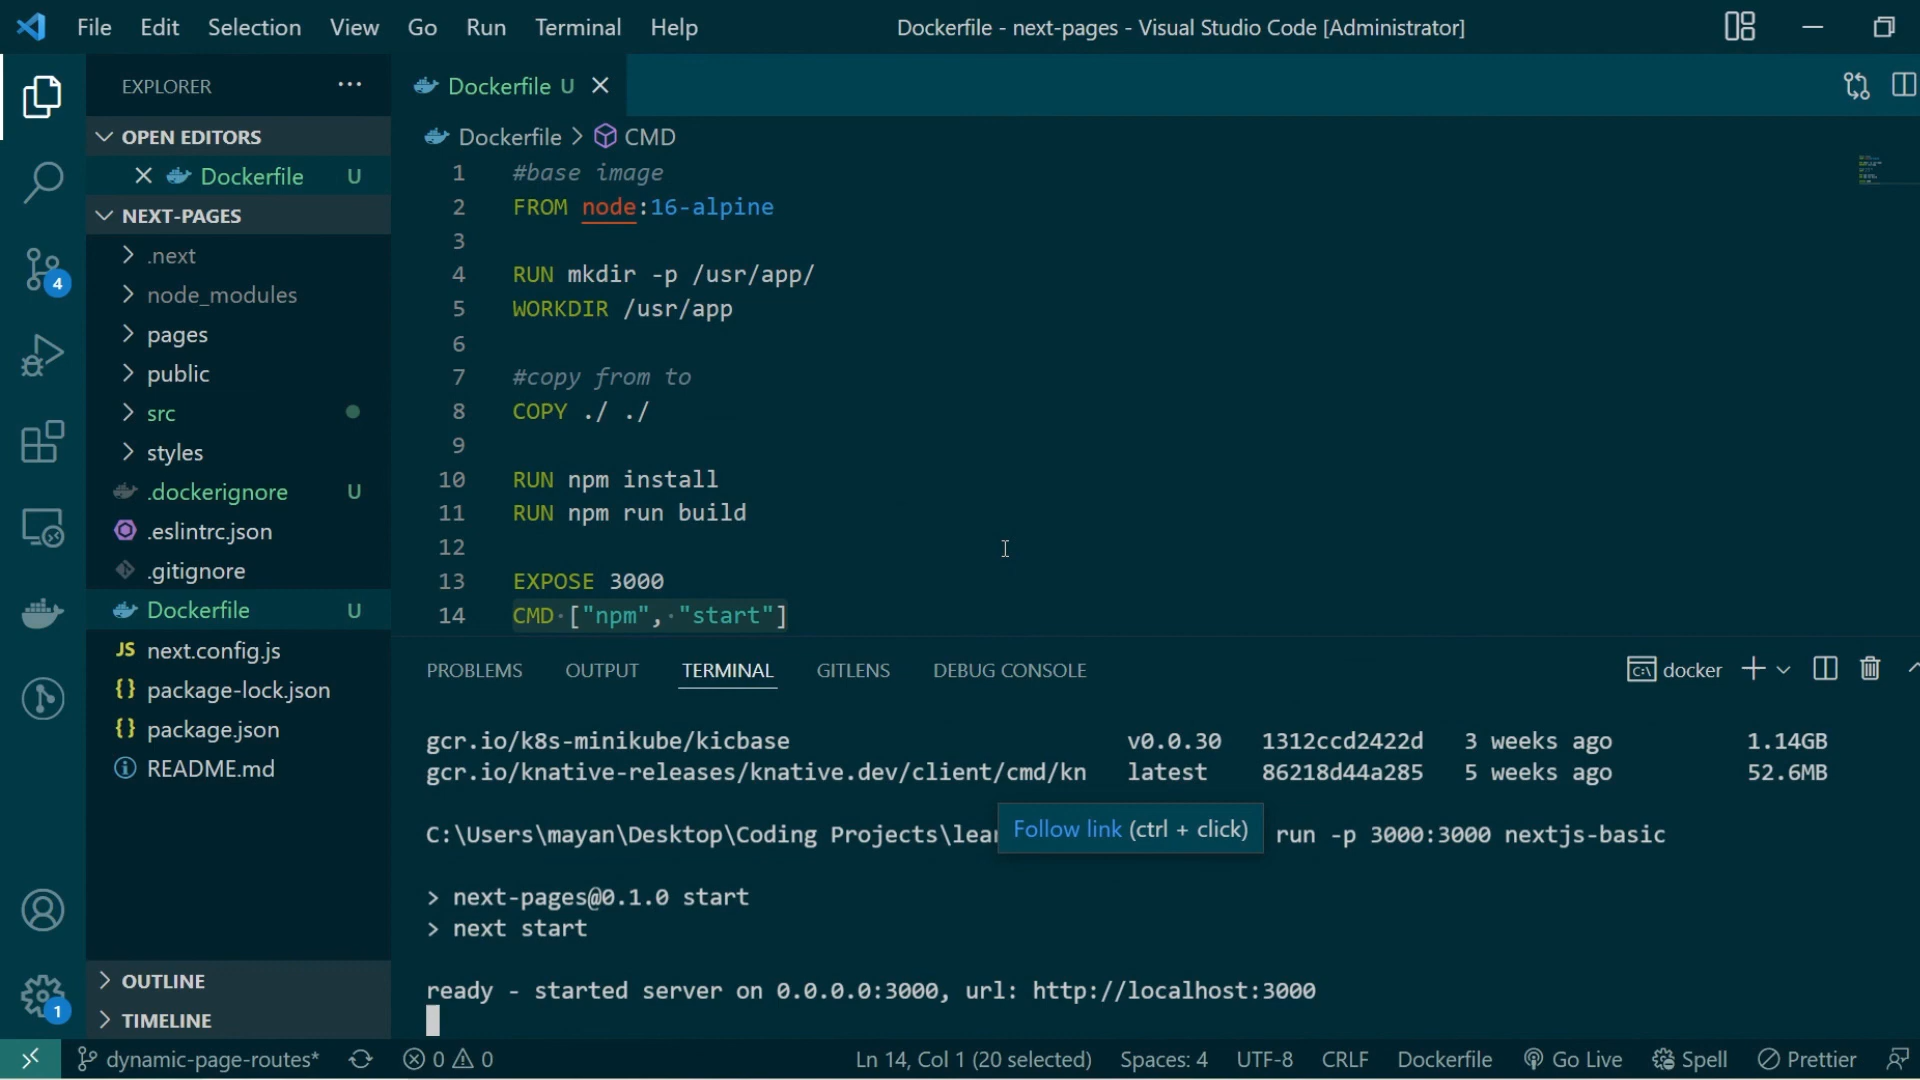 File Edit Selection View Go Run Terminal Help Dockerfile - next-pages - Visual Studio Code [Administrator]
EXPLORER ...
OPEN EDITORS
Dockerfile U
NEXT-PAGES
.next
node_modules
pages
public
src
styles
.dockerignore U
.eslintrc.json
.gitignore
Dockerfile U
JS next.config.js
{} package-lock.json
{} package.json
README.md
OUTLINE
TIMELINE
4
1
Dockerfile U
Dockerfile > CMD
1 #base image
2 FROM node:16-alpine
3
4 RUN mkdir -p /usr/app/
5 WORKDIR /usr/app
6
7 #copy from to
8 COPY ./ ./
9
10 RUN npm install
11 RUN npm run build
12
13 EXPOSE 3000
14 CMD ["npm", "start"]
PROBLEMS OUTPUT TERMINAL GITLENS DEBUG CONSOLE docker
gcr.io/k8s-minikube/kicbase v0.0.30 1312ccd2422d 3 weeks ago 1.14GB
gcr.io/knative-releases/knative.dev/client/cmd/kn latest 86218d44a285 5 weeks ago 52.6MB
Follow link (ctrl + click)
C:\Users\mayan\Desktop\Coding Projects\lear run -p 3000:3000 nextjs-basic
> next-pages@0.1.0 start
> next start
ready - started server on 0.0.0.0:3000, url: http://localhost:3000
dynamic-page-routes* 0 0 Ln 14, Col 1 (20 selected) Spaces: 4 UTF-8 CRLF Dockerfile Go Live Spell Prettier